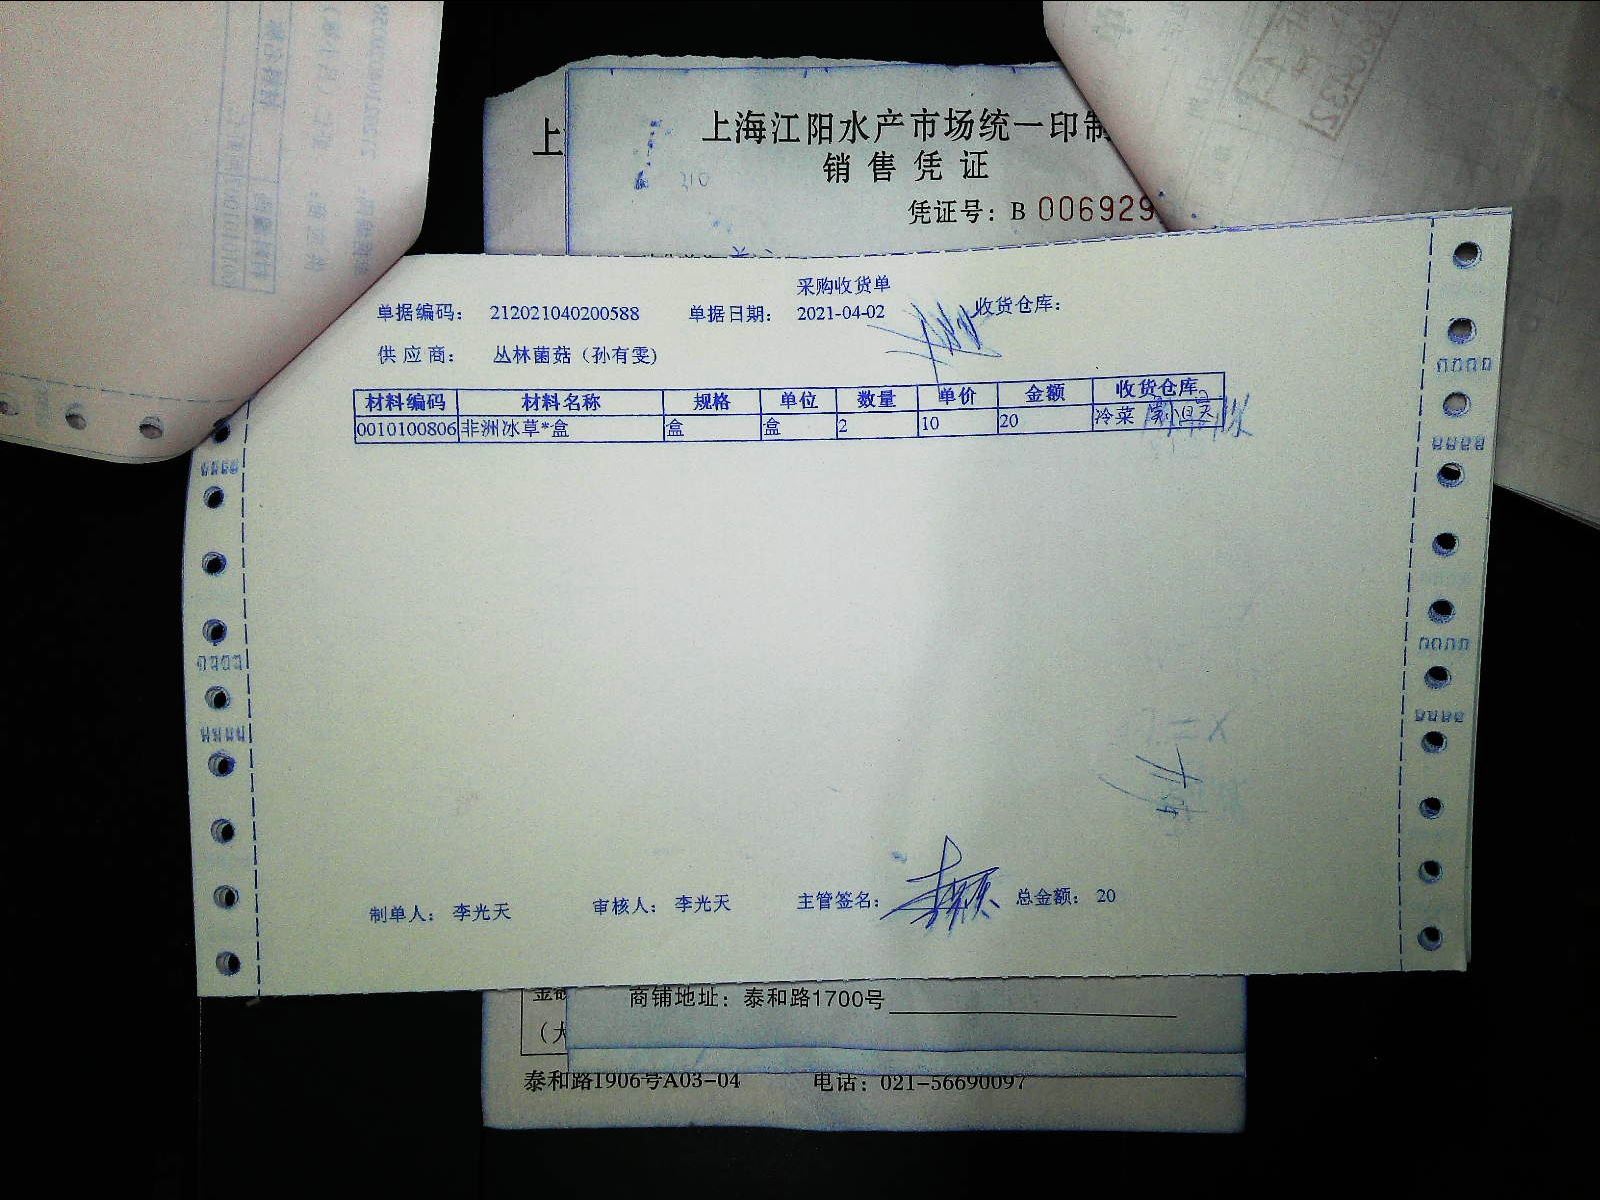 上海江阳水产市场统一印制
销售凭证
凭证号：B 006929
采购收货单
单据编码： 212021040200588 单据日期： 2021-04-02 收货仓库：
供应商： 丛林菌菇（孙有雯）
材料编码 材料名称 规格 单位 数量 单价 金额 收货仓库
0010100806 非洲冰草*盒 盒 盒 2 10 20 冷菜
制单人： 李光天 审核人： 李光天 主管签名： 总金额： 20
商铺地址：泰和路1700号
（大
泰和路1906号A03-04 电话：021-56690097